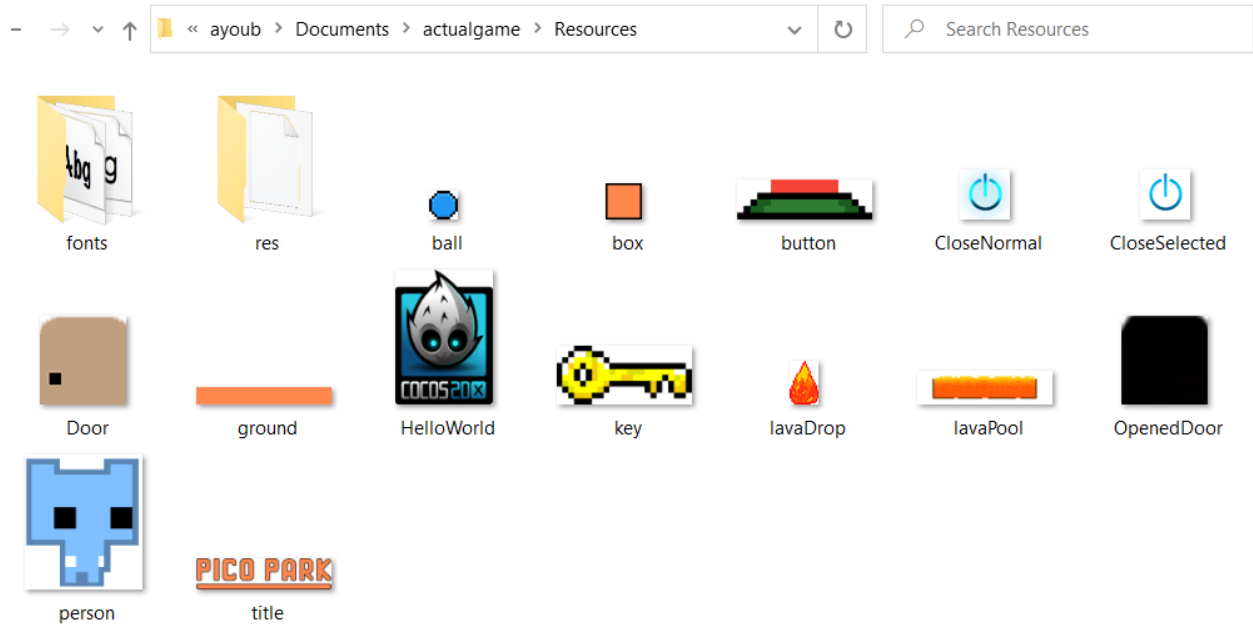 « ayoub > Documents > actualgame > Resources
Search Resources
Abg g
fonts
res
ball
box
button
CloseNormal
CloseSelected
COCOS2DX
Door
ground
HelloWorld
key
lavaDrop
lavaPool
OpenedDoor
PICO PARK
person
title